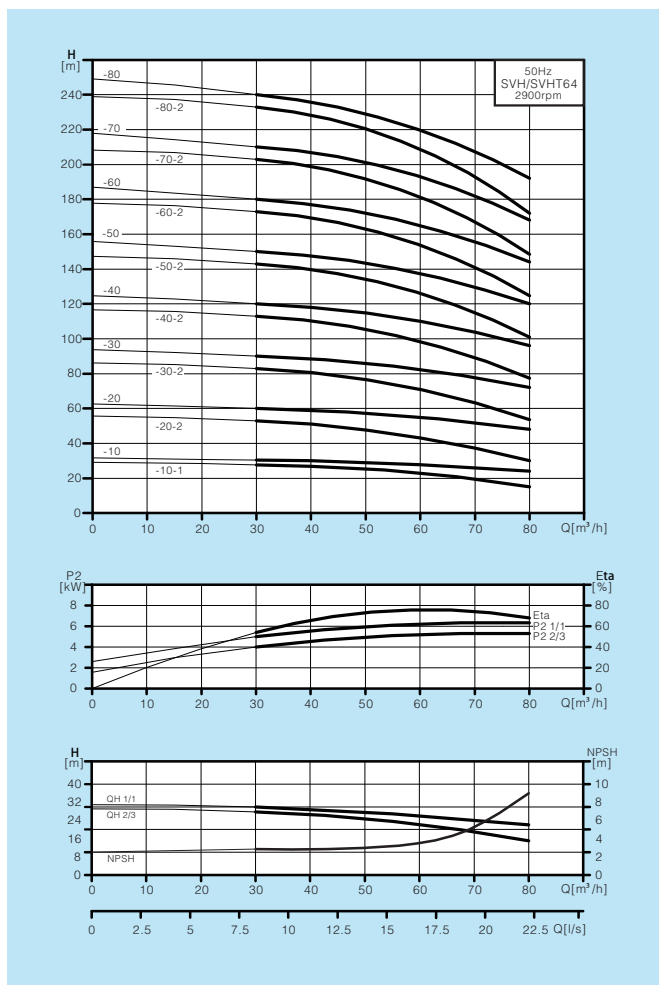 H
[m]
50Hz
SVH/SVHT64
2900rpm
-80
-80-2
-70
-70-2
-60
-60-2
-50
-50-2
-40
-40-2
-30
-30-2
-20
-20-2
-10
-10-1
240
220
200
180
160
140
120
100
80
60
40
20
0
0 10 20 30 40 50 60 70 80 Q[m³/h]
P2
[kW]
Eta
[%]
8 80
6 60
4 40
2 20
0 0
Eta
P2 1/1
P2 2/3
0 10 20 30 40 50 60 70 80 Q[m³/h]
H
[m]
NPSH
[m]
40 10
32 8
24 6
16 4
8 2
0 0
QH 1/1
QH 2/3
NPSH
0 10 20 30 40 50 60 70 80 Q[m³/h]
0 2.5 5 7.5 10 12.5 15 17.5 20 22.5 Q[l/s]